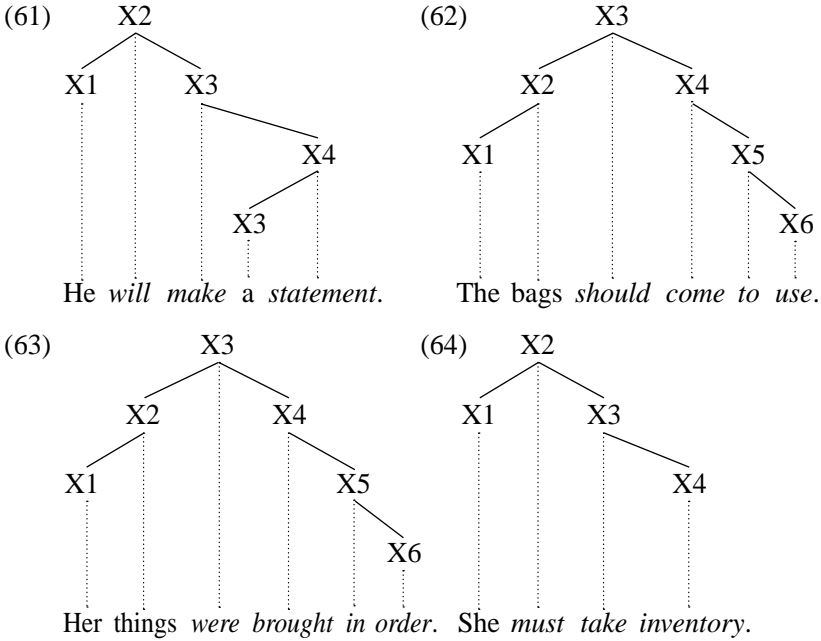 (61) X2 (62) X3
X1 X3 X2 X4
X4 X1 X5
X3 X6
He will make a statement. The bags should come to use.
(63) X3 (64) X2
X2 X4 X1 X3
X1 X5 X4
X6
Her things were brought in order. She must take inventory.